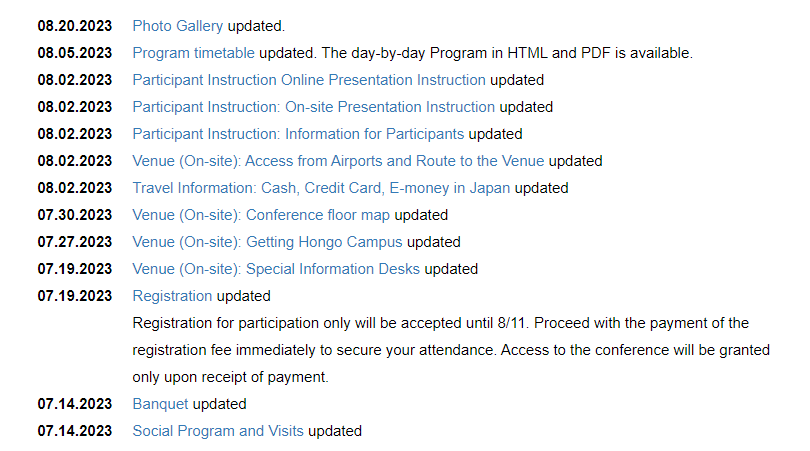 08.20.2023 Photo Gallery updated.
08.05.2023 Program timetable updated. The day-by-day Program in HTML and PDF is available.
08.02.2023 Participant Instruction Online Presentation Instruction updated
08.02.2023 Participant Instruction: On-site Presentation Instruction updated
08.02.2023 Participant Instruction: Information for Participants updated
08.02.2023 Venue (On-site): Access from Airports and Route to the Venue updated
08.02.2023 Travel Information: Cash, Credit Card, E-money in Japan updated
07.30.2023 Venue (On-site): Conference floor map updated
07.27.2023 Venue (On-site): Getting Hongo Campus updated
07.19.2023 Venue (On-site): Special Information Desks updated
07.19.2023 Registration updated
Registration for participation only will be accepted until 8/11. Proceed with the payment of the
registration fee immediately to secure your attendance. Access to the conference will be granted
only upon receipt of payment.
07.14.2023 Banquet updated
07.14.2023 Social Program and Visits updated